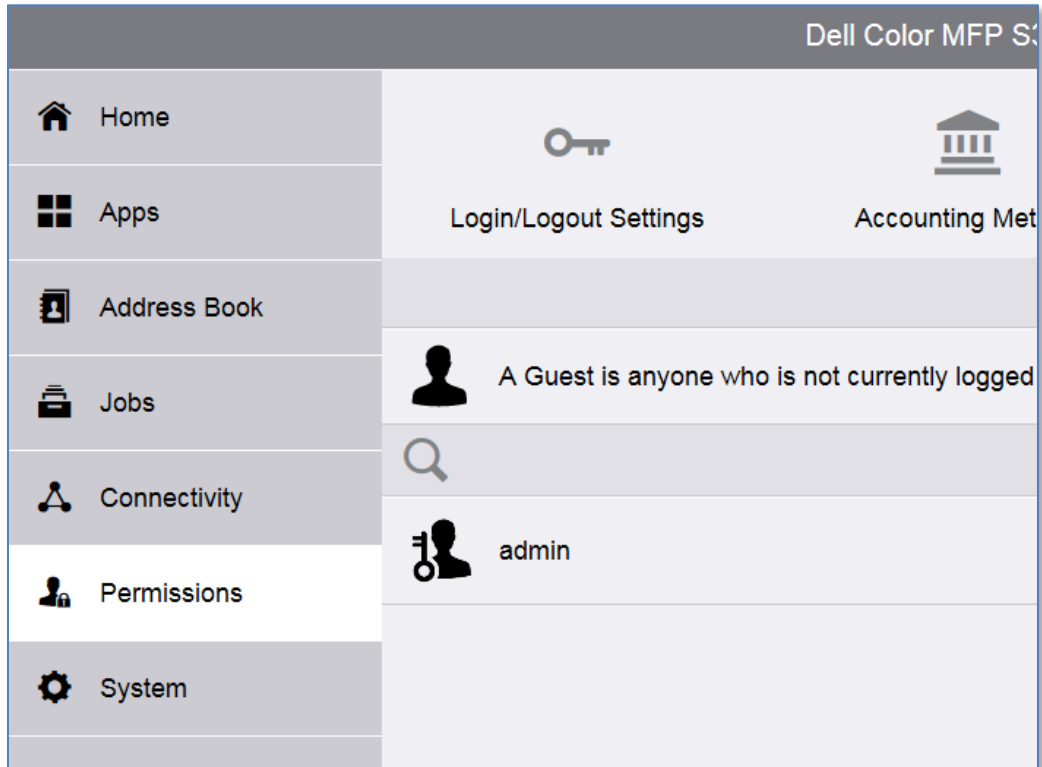 Dell Color MFP S3
Home
Apps
Address Book
Jobs
Connectivity
Permissions
System
Login/Logout Settings
Accounting Met
A Guest is anyone who is not currently logged
admin